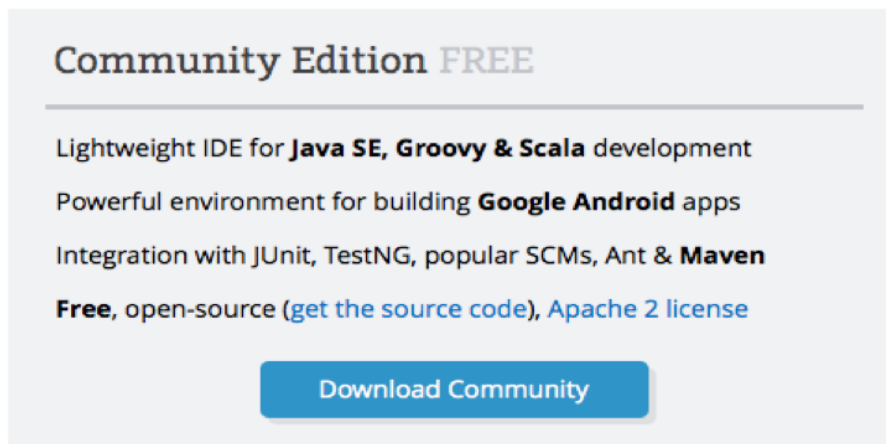 Community Edition FREE
Lightweight IDE for Java SE, Groovy & Scala development
Powerful environment for building Google Android apps
Integration with JUnit, TestNG, popular SCMs, Ant & Maven
Free, open-source (get the source code), Apache 2 license
Download Community